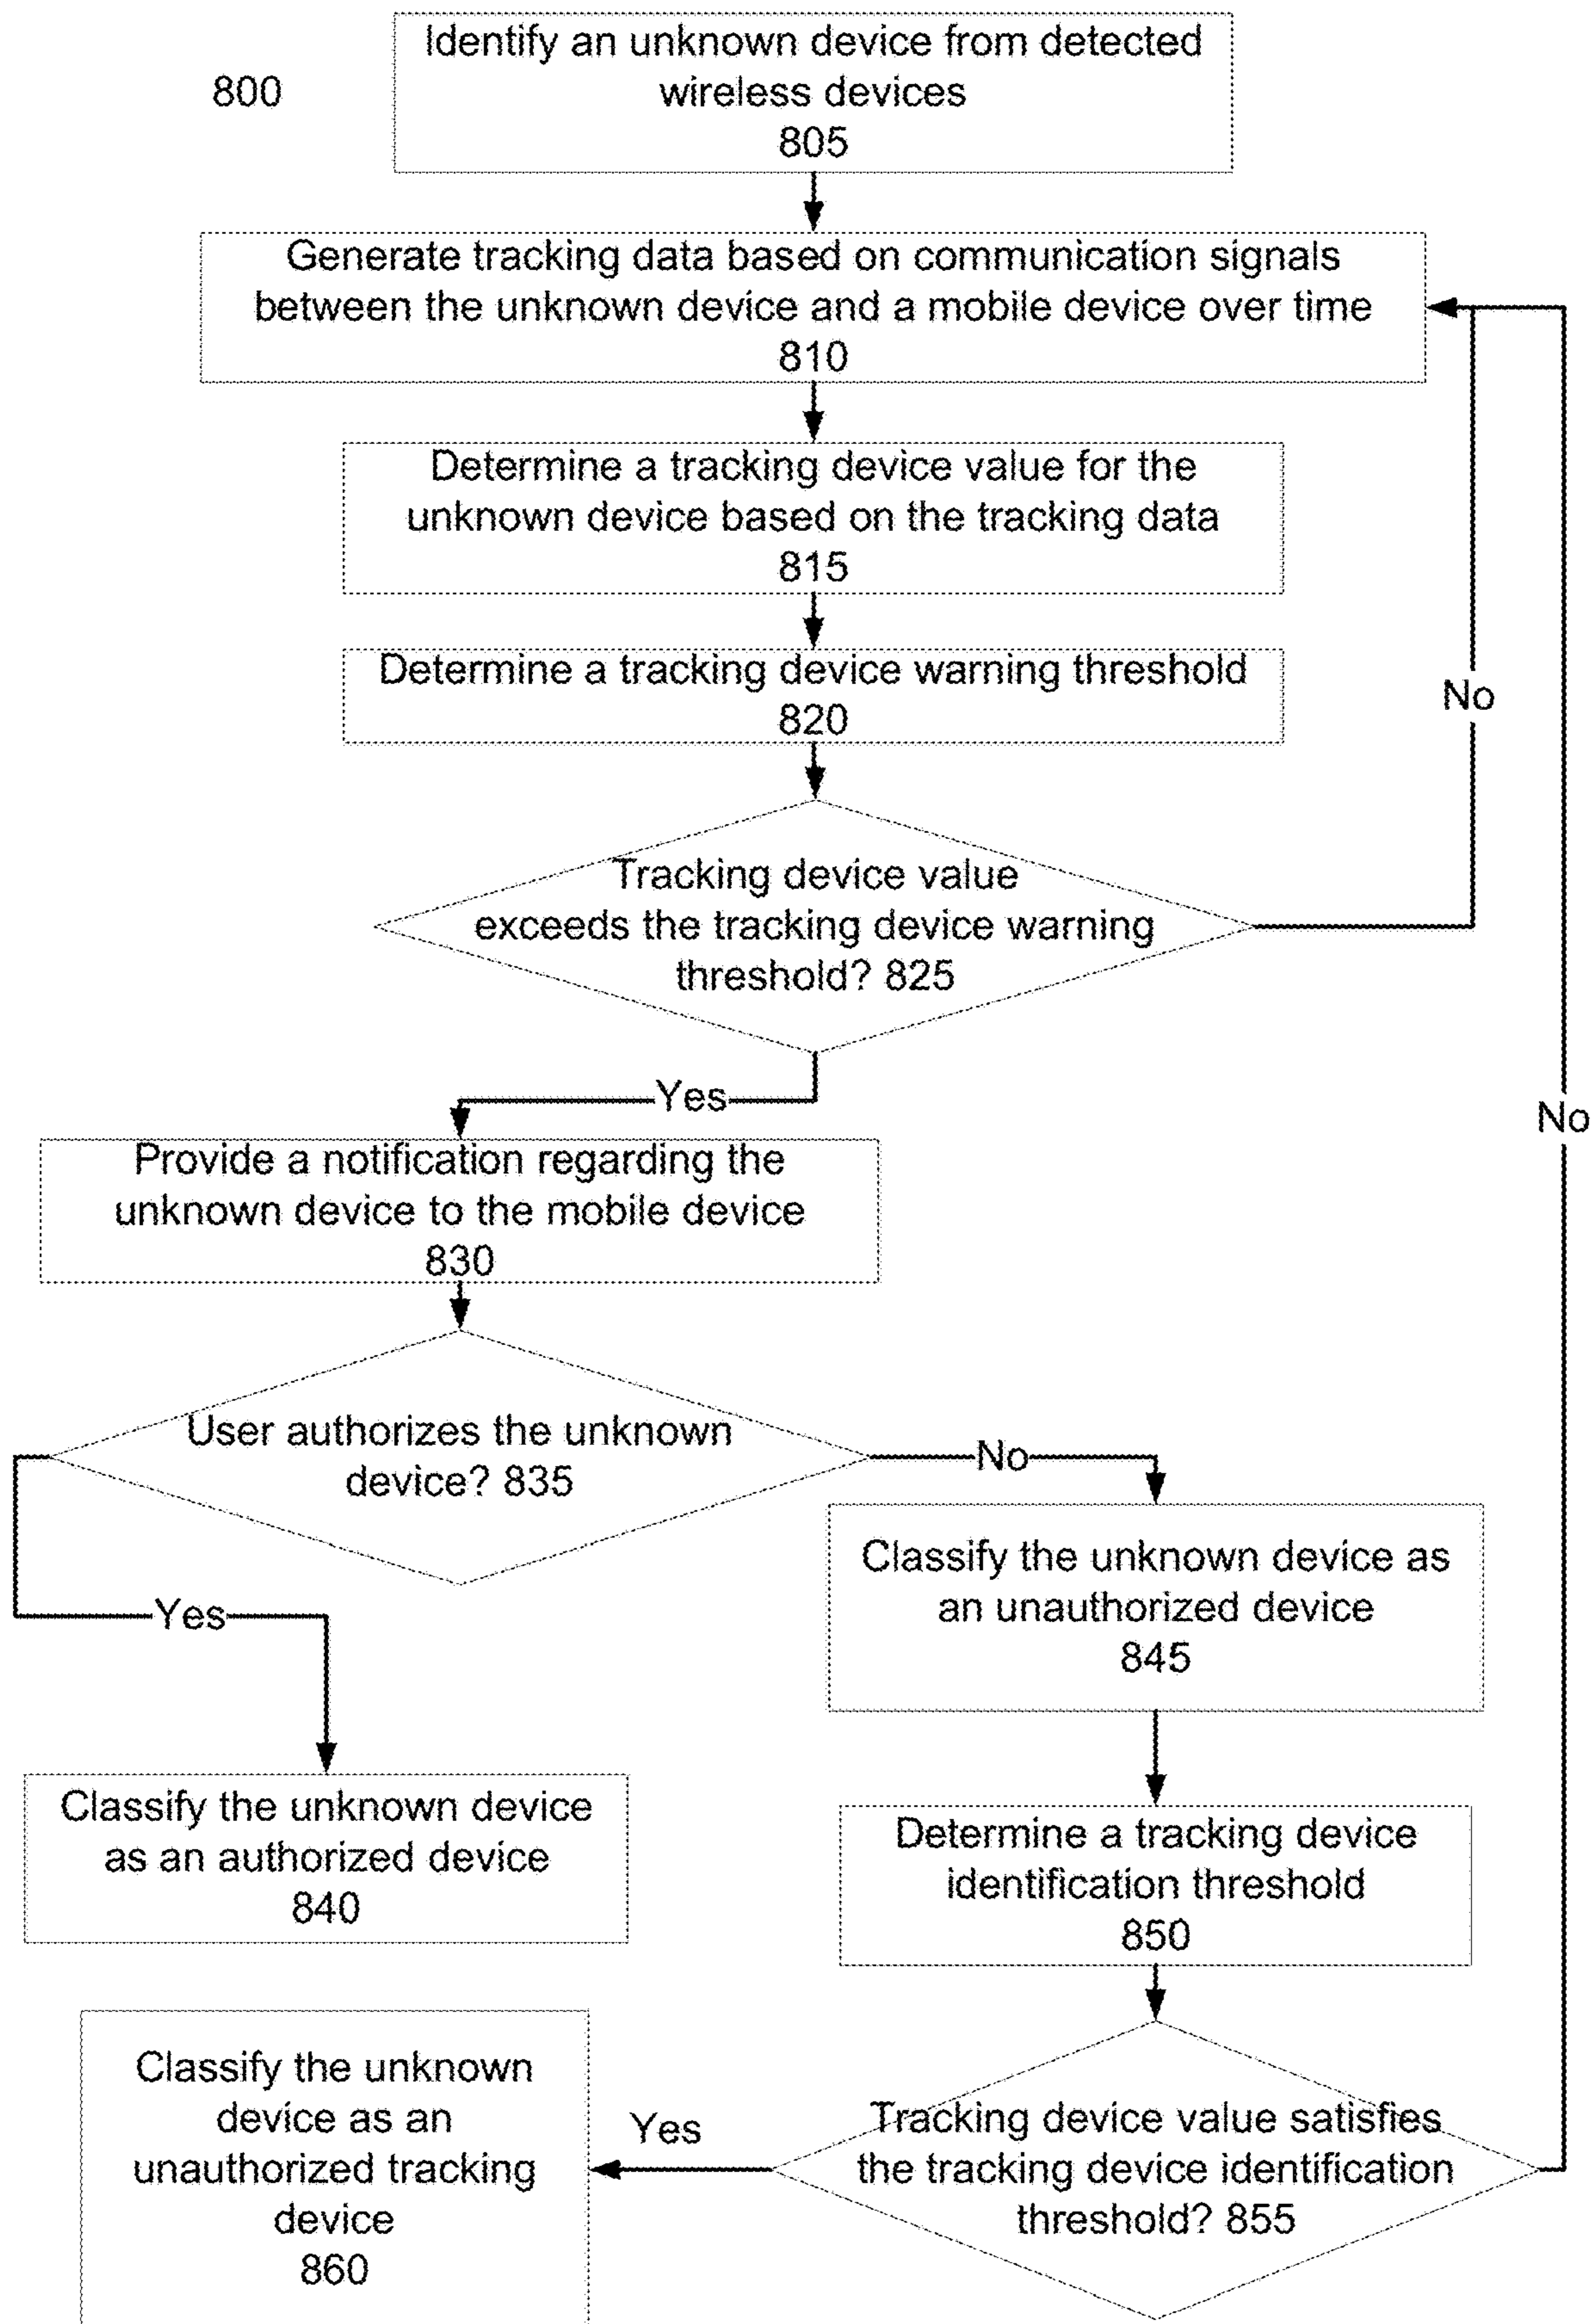 800
Identify an unknown device from detected
wireless devices
805
Generate tracking data based on communication signals
between the unknown device and a mobile device over time
810
Determine a tracking device value for the
unknown device based on the tracking data
815
Determine a tracking device warning threshold
820
No
Tracking device value
exceeds the tracking device warning
threshold? 825
Yes
No
Provide a notification regarding the
unknown device to the mobile device
830
User authorizes the unknown
device? 835
No
Yes
Classify the unknown device as
an unauthorized device
845
Classify the unknown device
as an authorized device
840
Determine a tracking device
identification threshold
850
Tracking device value satisfies
the tracking device identification
threshold? 855
Yes
Classify the unknown
device as an
unauthorized tracking
device
860